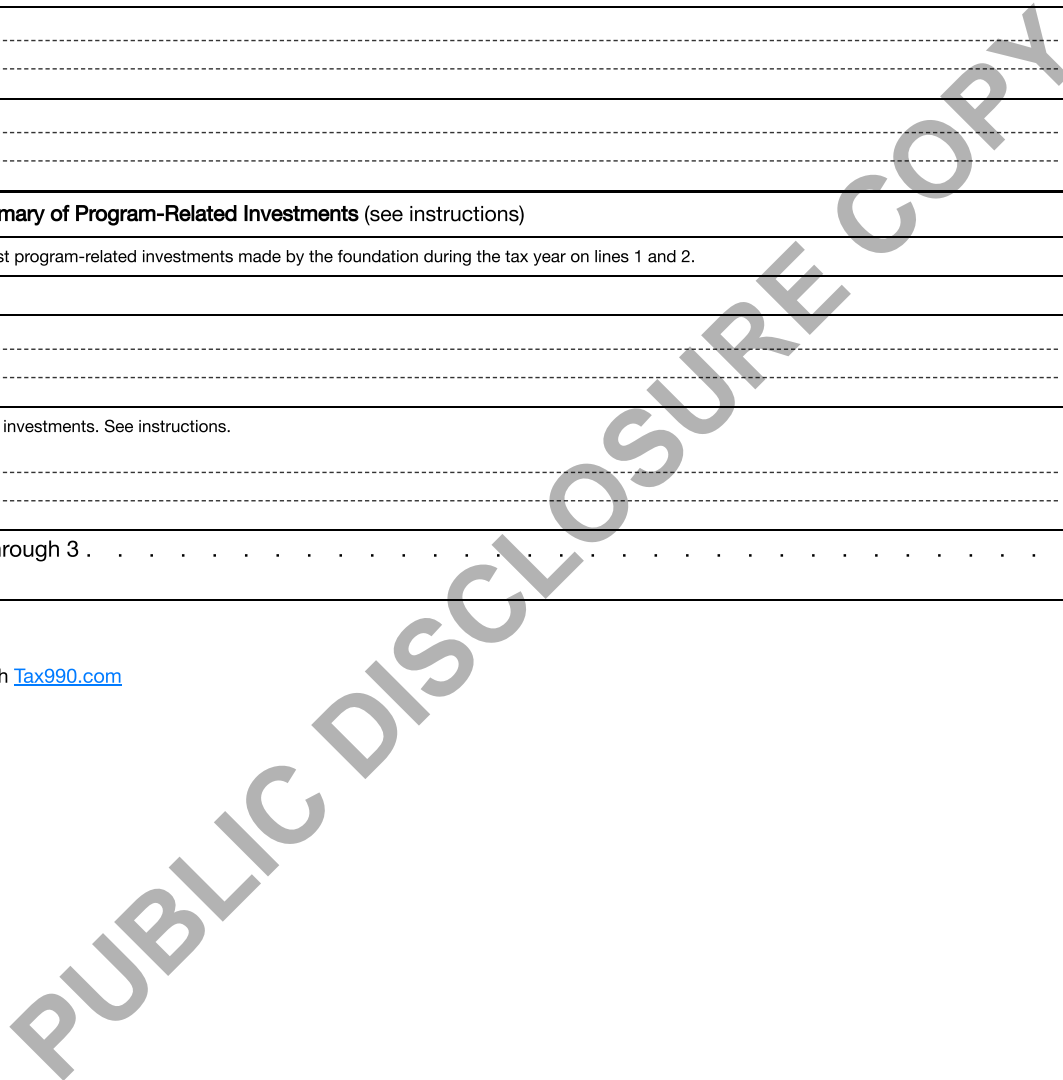 mary of Program-Related Investments (see instructions)
st program-related investments made by the foundation during the tax year on lines 1 and 2.
investments. See instructions.
hrough 3 . . . . . . . . . . . . . . . . . . . . . . . . . . . . . . .
h Tax990.com
PUBLIC DISCLOSURE COPY